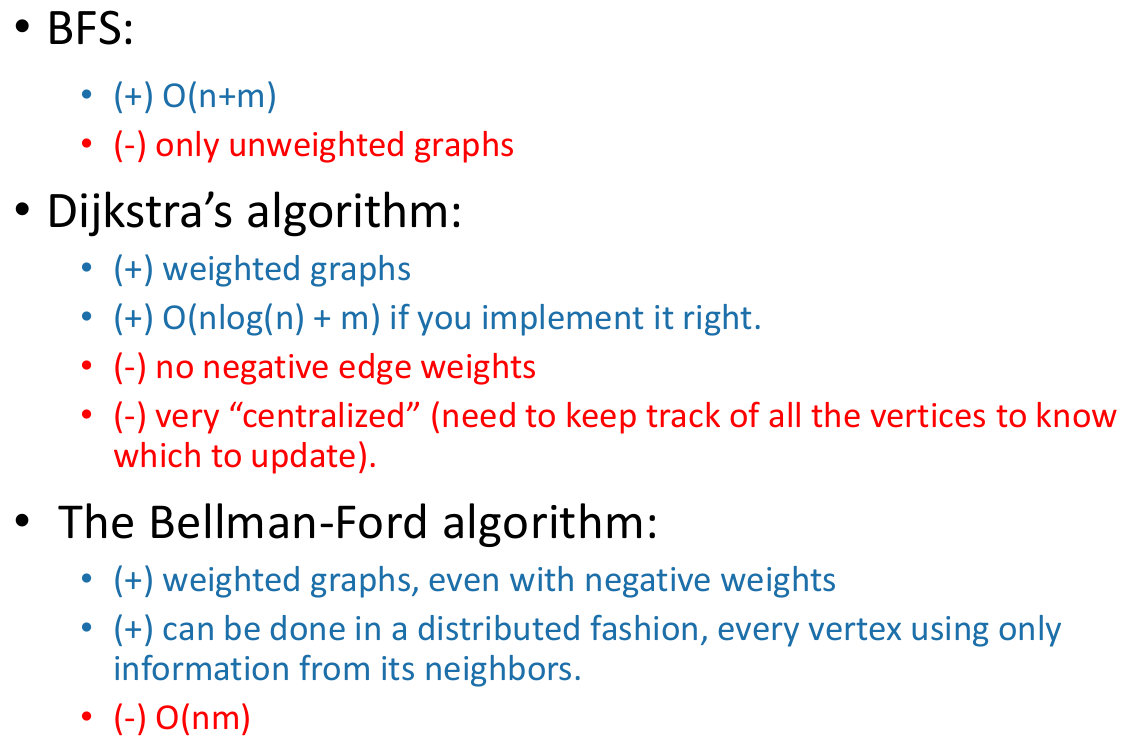 • BFS:
• (+) O(n+m)
• (-) only unweighted graphs
• Dijkstra’s algorithm:
• (+) weighted graphs
• (+) O(nlog(n) + m) if you implement it right.
• (-) no negative edge weights
• (-) very “centralized” (need to keep track of all the vertices to know
which to update).
• The Bellman-Ford algorithm:
• (+) weighted graphs, even with negative weights
• (+) can be done in a distributed fashion, every vertex using only
information from its neighbors.
• (-) O(nm)